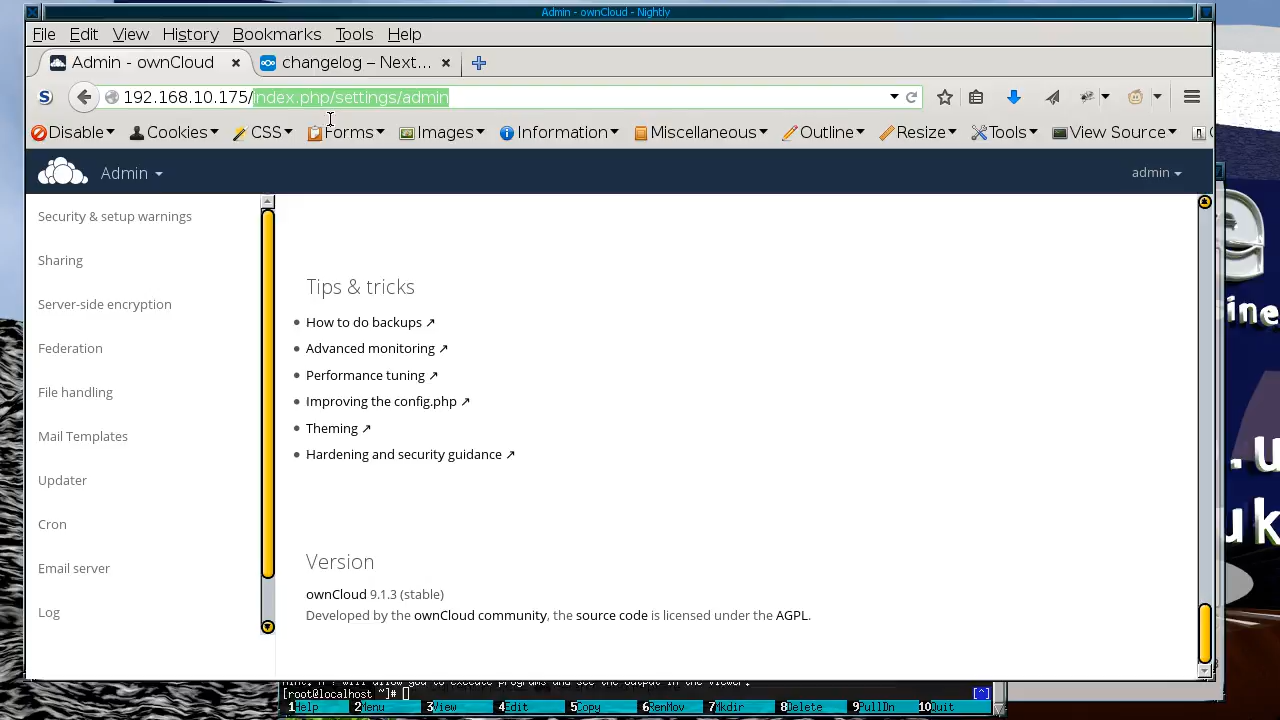 Admin - ownCloud - Nightly
File Edit View History Bookmarks Tools Help
Admin - ownCloud × changelog – Next... ×
S 192.168.10.175/index.php/settings/admin
Disable Cookies CSS Forms Images Information Miscellaneous Outline Resize Tools View Source
Admin admin
Security & setup warnings
Sharing
Server-side encryption
Federation
File handling
Mail Templates
Updater
Cron
Email server
Log
Tips & tricks
How to do backups ↗
Advanced monitoring ↗
Performance tuning ↗
Improving the config.php ↗
Theming ↗
Hardening and security guidance ↗
Version
ownCloud 9.1.3 (stable)
Developed by the ownCloud community, the source code is licensed under the AGPL.
ine
.u
uk
[root@localhost ~]# [^]
1Help 2Menu 3View 4Edit 5Copy 6RenMov 7Mkdir 8Delete 9PullDn 10Quit